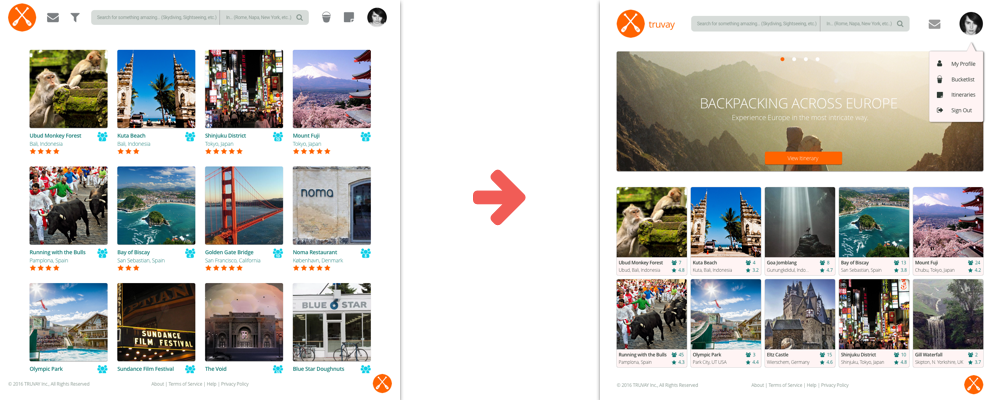 Search for something amazing... (Skydiving, Sightseeing, etc.)
In... (Rome, Napa, New York, etc.)
Ubud Monkey Forest
Bali, Indonesia
Kuta Beach
Bali, Indonesia
Shinjuku District
Tokyo, Japan
Mount Fuji
Tokyo, Japan
noma
Running with the Bulls
Pamplona, Spain
Bay of Biscay
San Sebastian, Spain
Golden Gate Bridge
San Francisco, California
Noma Restaurant
København, Denmark
SUNDANCE
FILM FESTIVAL
BLUE STAR
Olympic Park
Sundance Film Festival
The Void
Blue Star Doughnuts
© 2016 TRUVAY Inc., All Rights Reserved
About | Terms of Service | Help | Privacy Policy
truvay
Search for something amazing... (Skydiving, Sightseeing, etc.)
In... (Rome, Napa, New York, etc.)
My Profile
Bucketlist
Itineraries
Sign Out
BACKPACKING ACROSS EUROPE
Experience Europe in the most intricate way
View Itinerary
Ubud Monkey Forest 7
Ubud, Bali, Indonesia 4.8
Kuta Beach 4
Kuta, Bali, Indonesia 3.2
Goa Jomblang
Gunungkidul, Indo. 4.7
Bay of Biscay 13
San Sebastian, Spain 3.8
Mount Fuji 24
Chubu, Tokyo, Japan 4.2
Running with the Bulls 45
Pamplona, Spain 4.3
Olympic Park 3
Park City, UT USA 4.4
Eltz Castle 15
Wierschem, Germany 4.6
Shinjuku District 10
Shinjuku, Tokyo, Japan 4.8
Gill Waterfall 2
Skipton, N. Yorkshire, UK 3.7
© 2016 TRUVAY Inc., All Rights Reserved
About | Terms of Service | Help | Privacy Policy